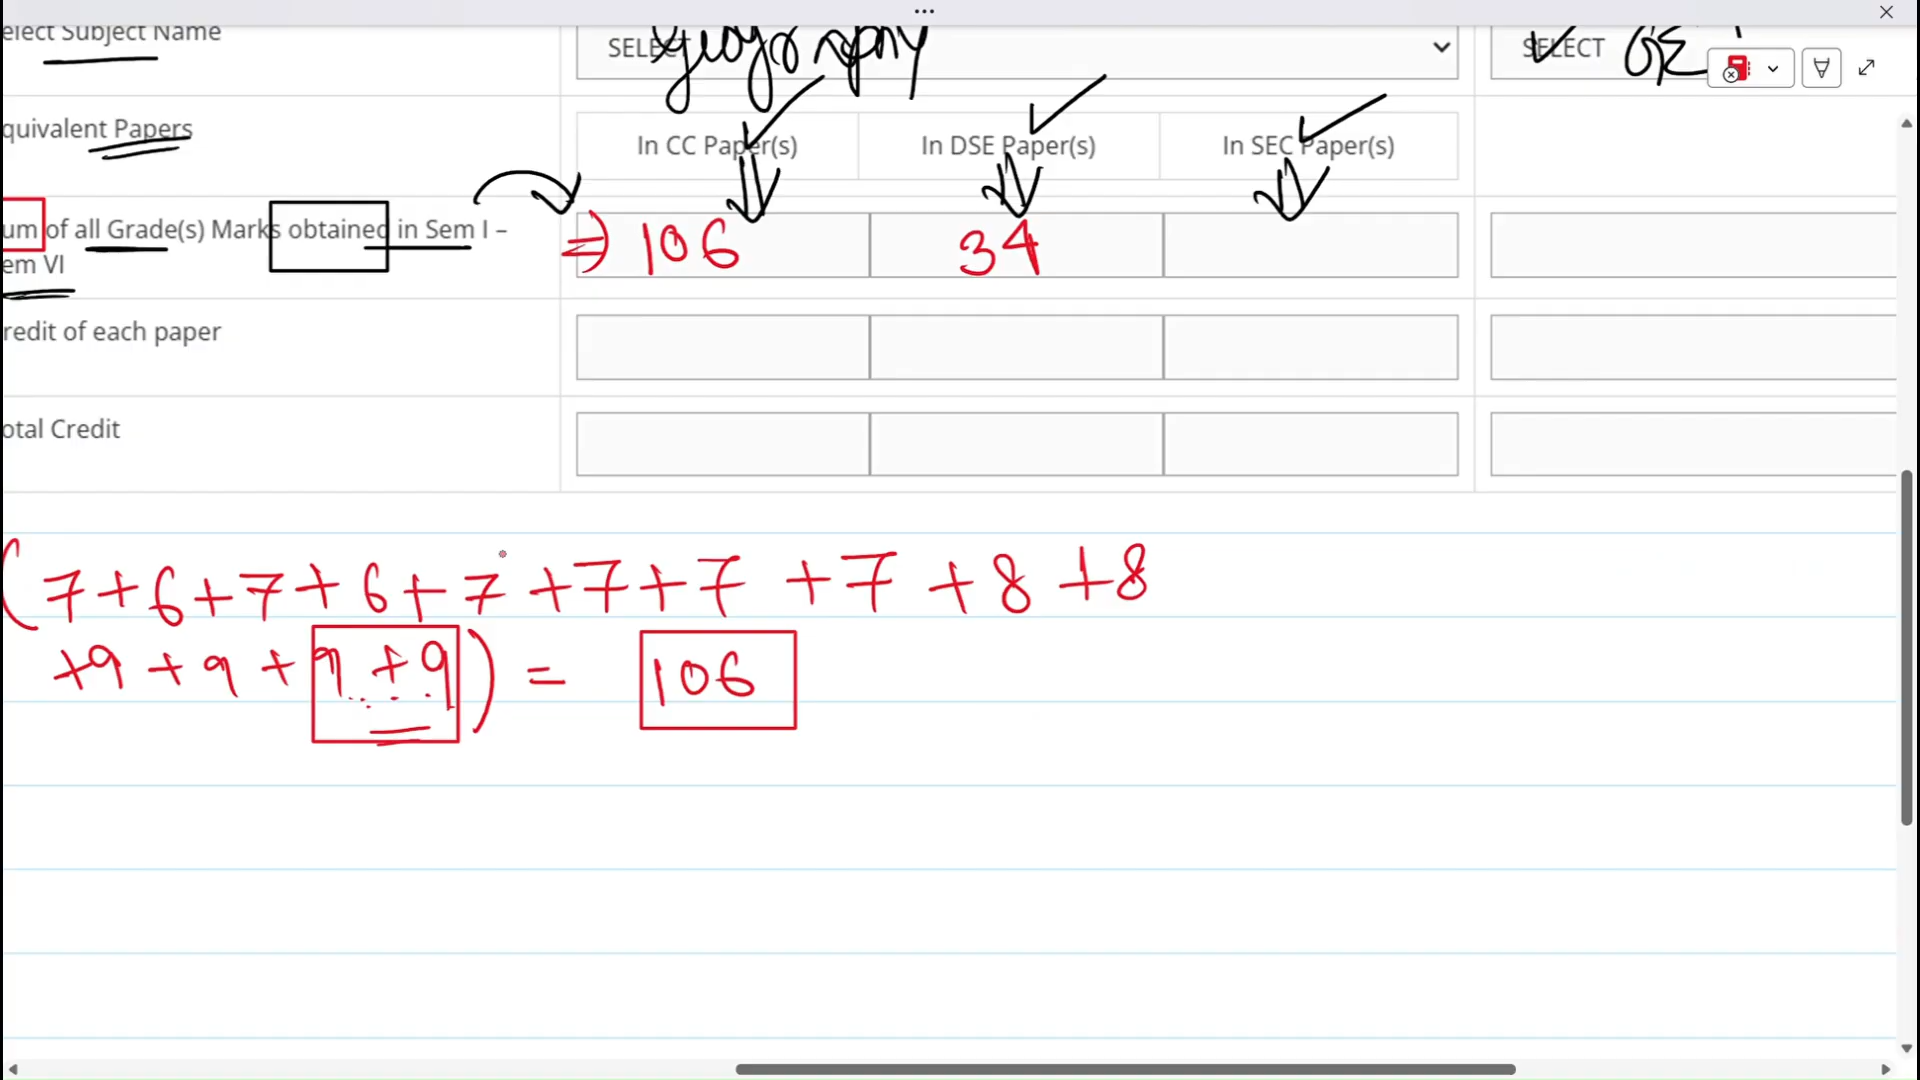 elect Subject Name
SELECT Geography
SELECT GE
quivalent Papers
In CC Paper(s) In DSE Paper(s) In SEC Paper(s)
um of all Grade(s) Marks obtained in Sem I –
em VI
⇒ 106 34
redit of each paper
otal Credit
(7+6+7+6+7+7+7+7+8+8
+9+9+9+9) = 106